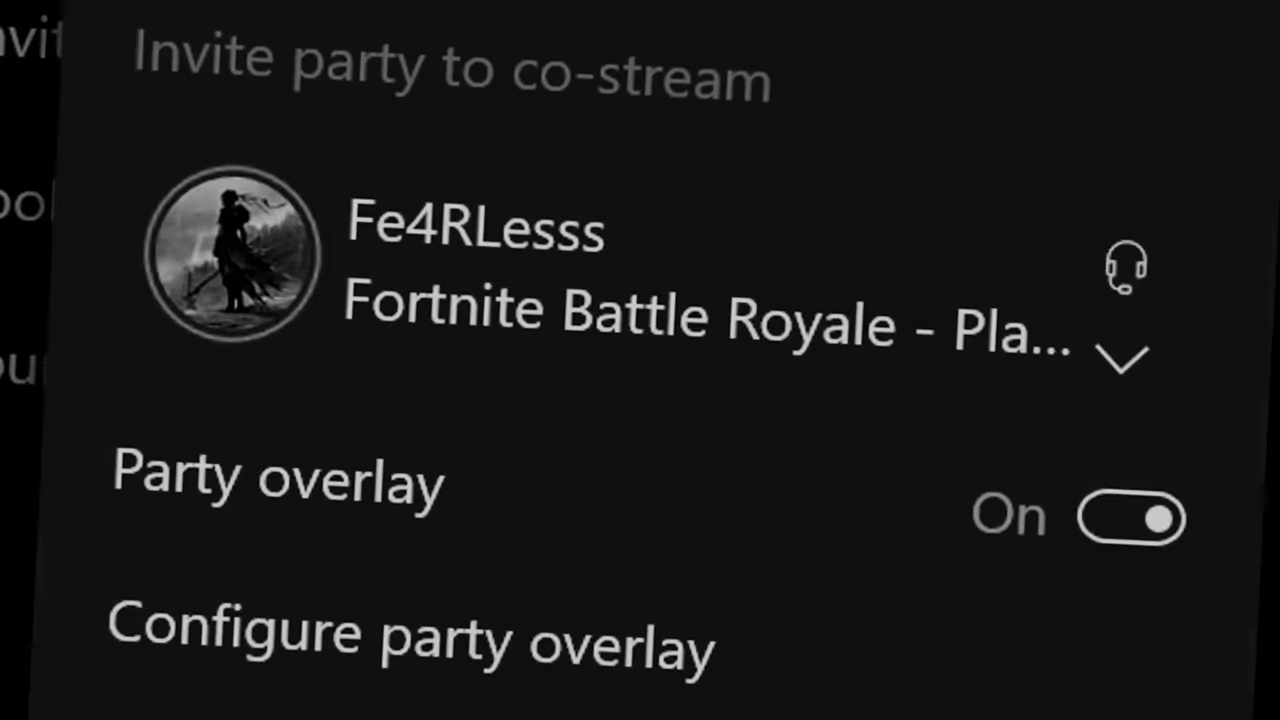 Invite party to co-stream
Fe4RLesss
Fortnite Battle Royale - Pla...
Party overlay
On
Configure party overlay